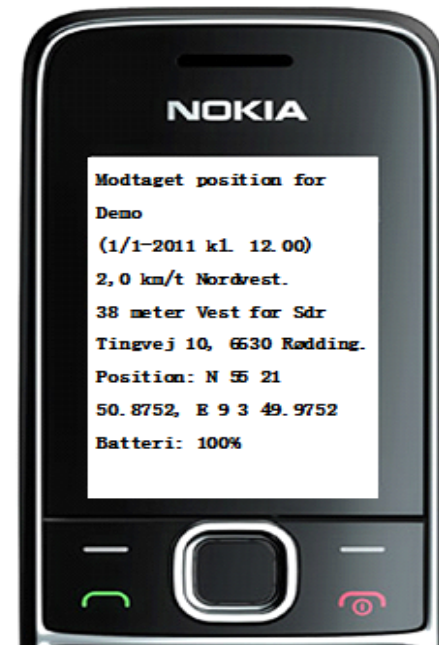 NOKIA
Modtaget position for
Demo
(1/1-2011 kl. 12.00)
2,0 km/t Nordvest.
38 meter Vest for Sdr
Tingvej 10, 6630 Rødding.
Position: N 55 21
50.8752, E 9 3 49.9752
Batteri: 100%